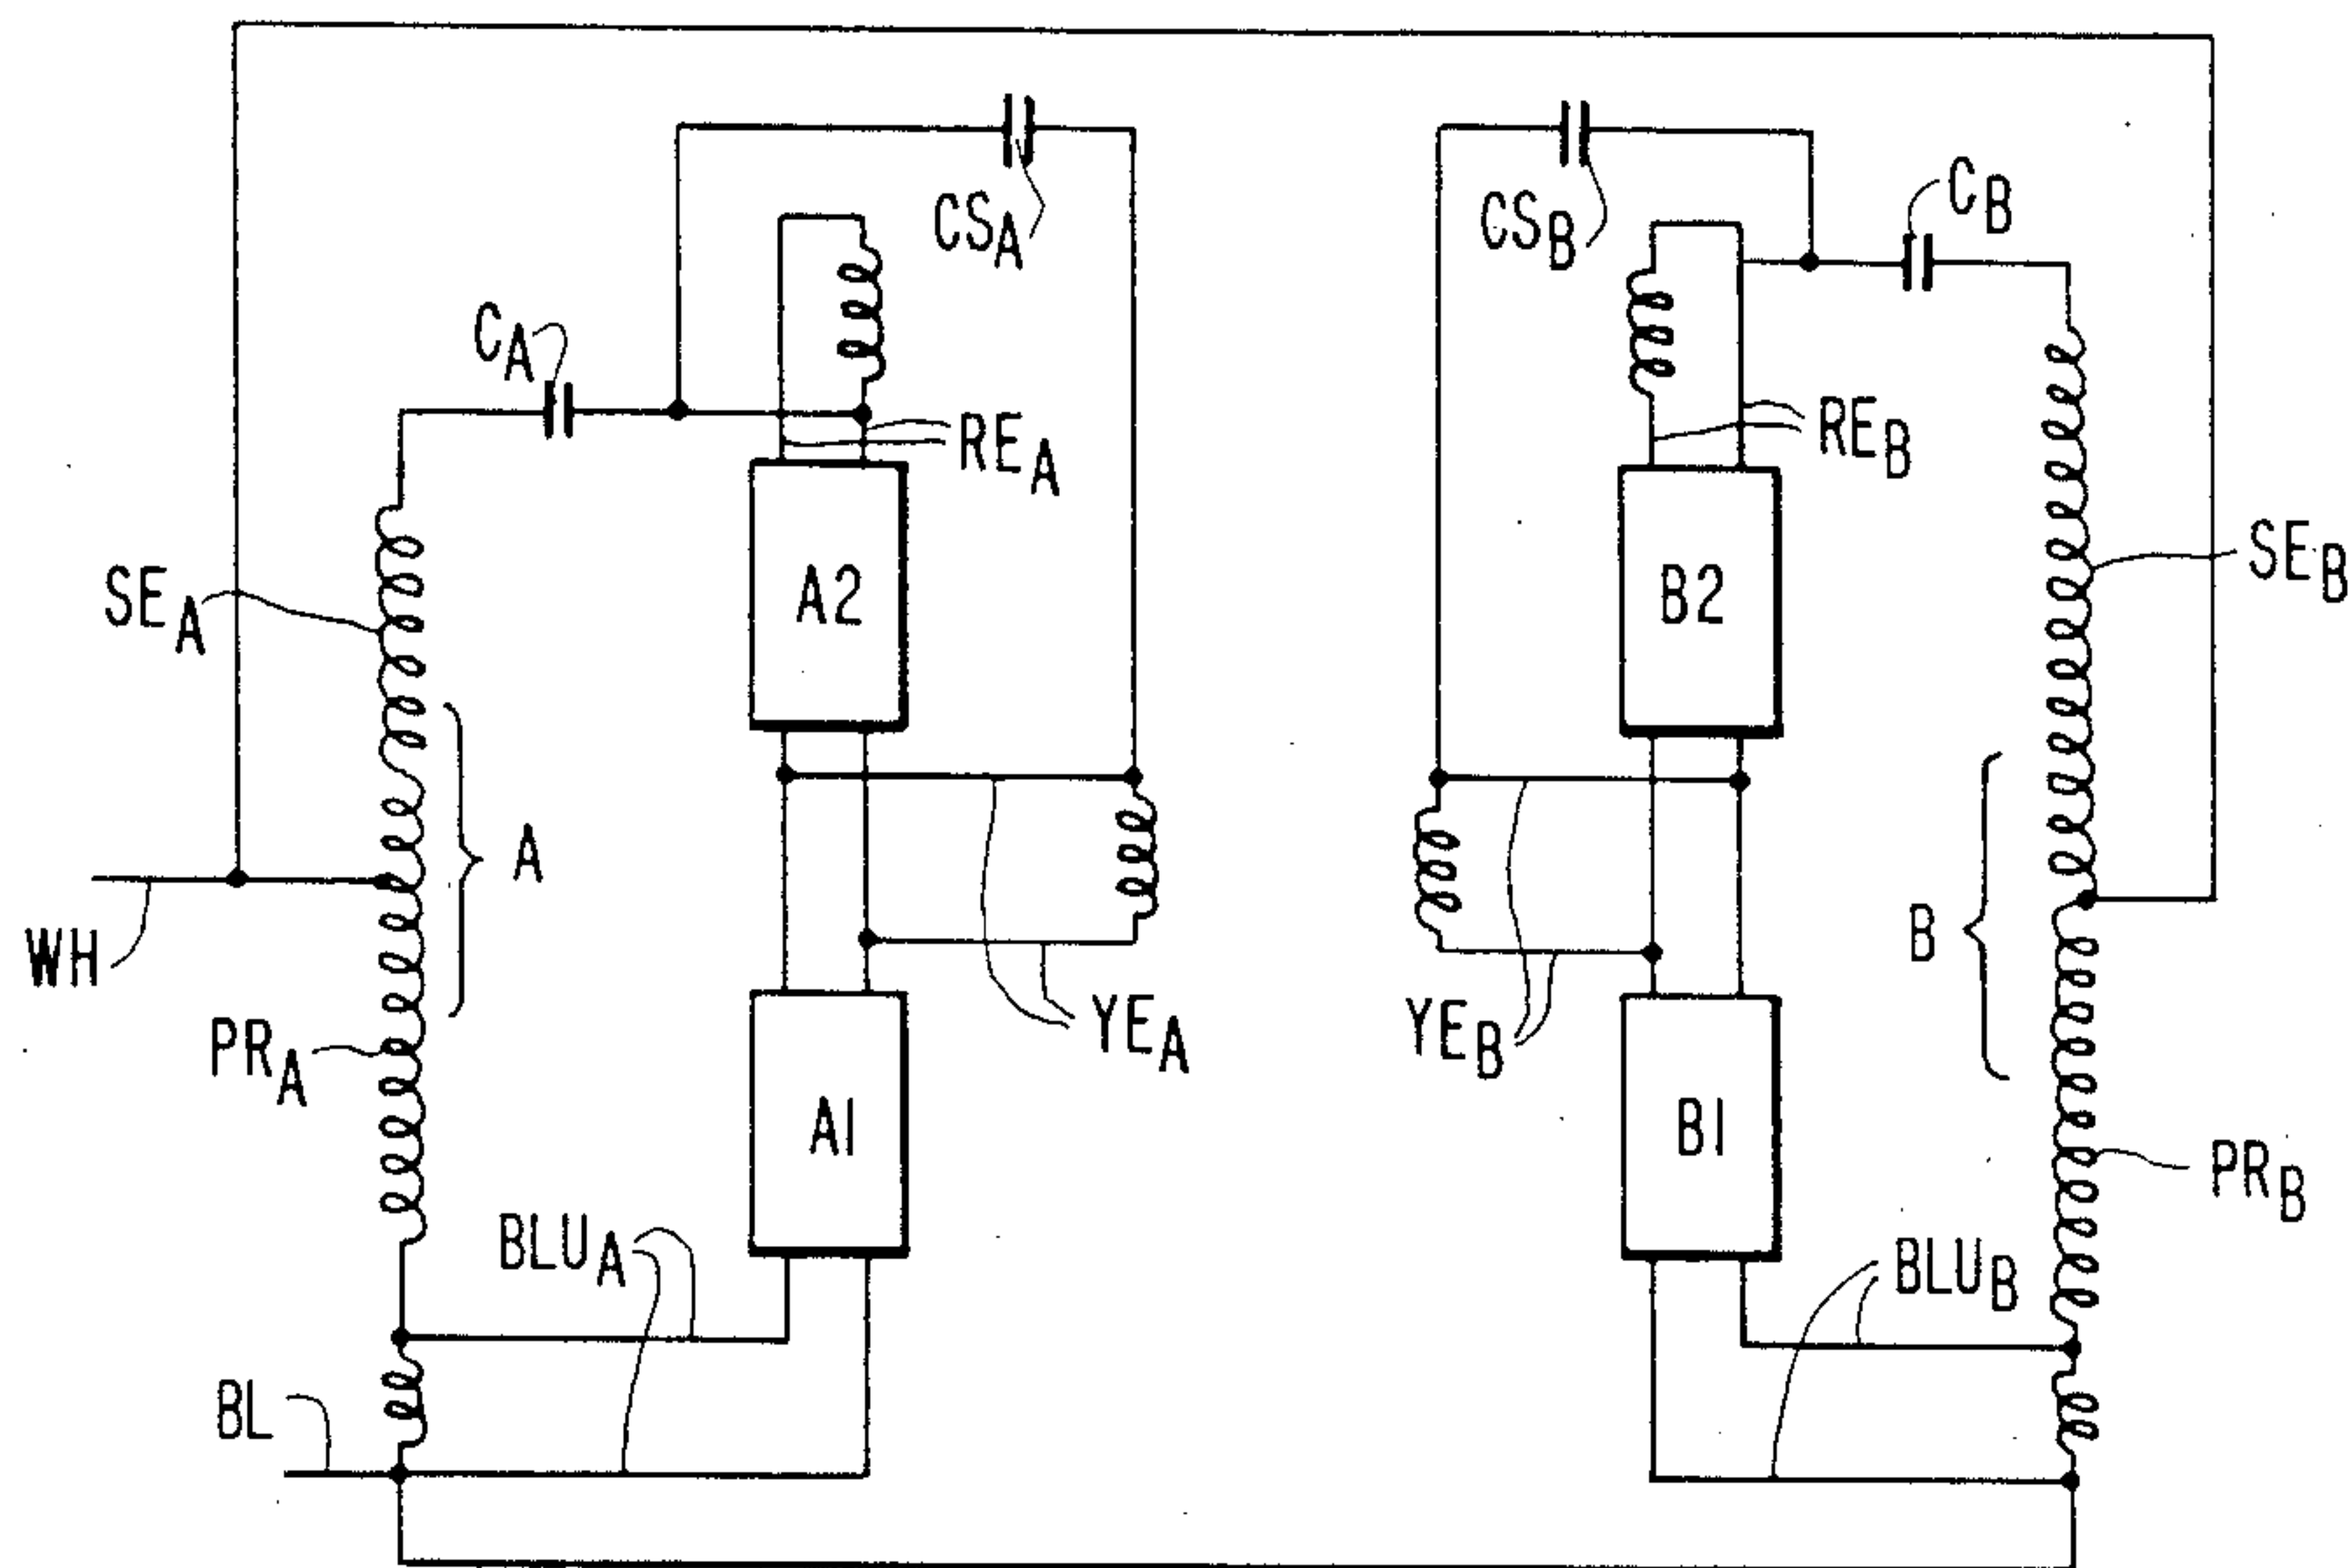 CSA
CSB
CB
CA
REA
REB
SEA
A2
B2
SEB
A
B
WH
PRA
YEA
YEB
A1
B1
PRB
BLUA
BLUB
BL